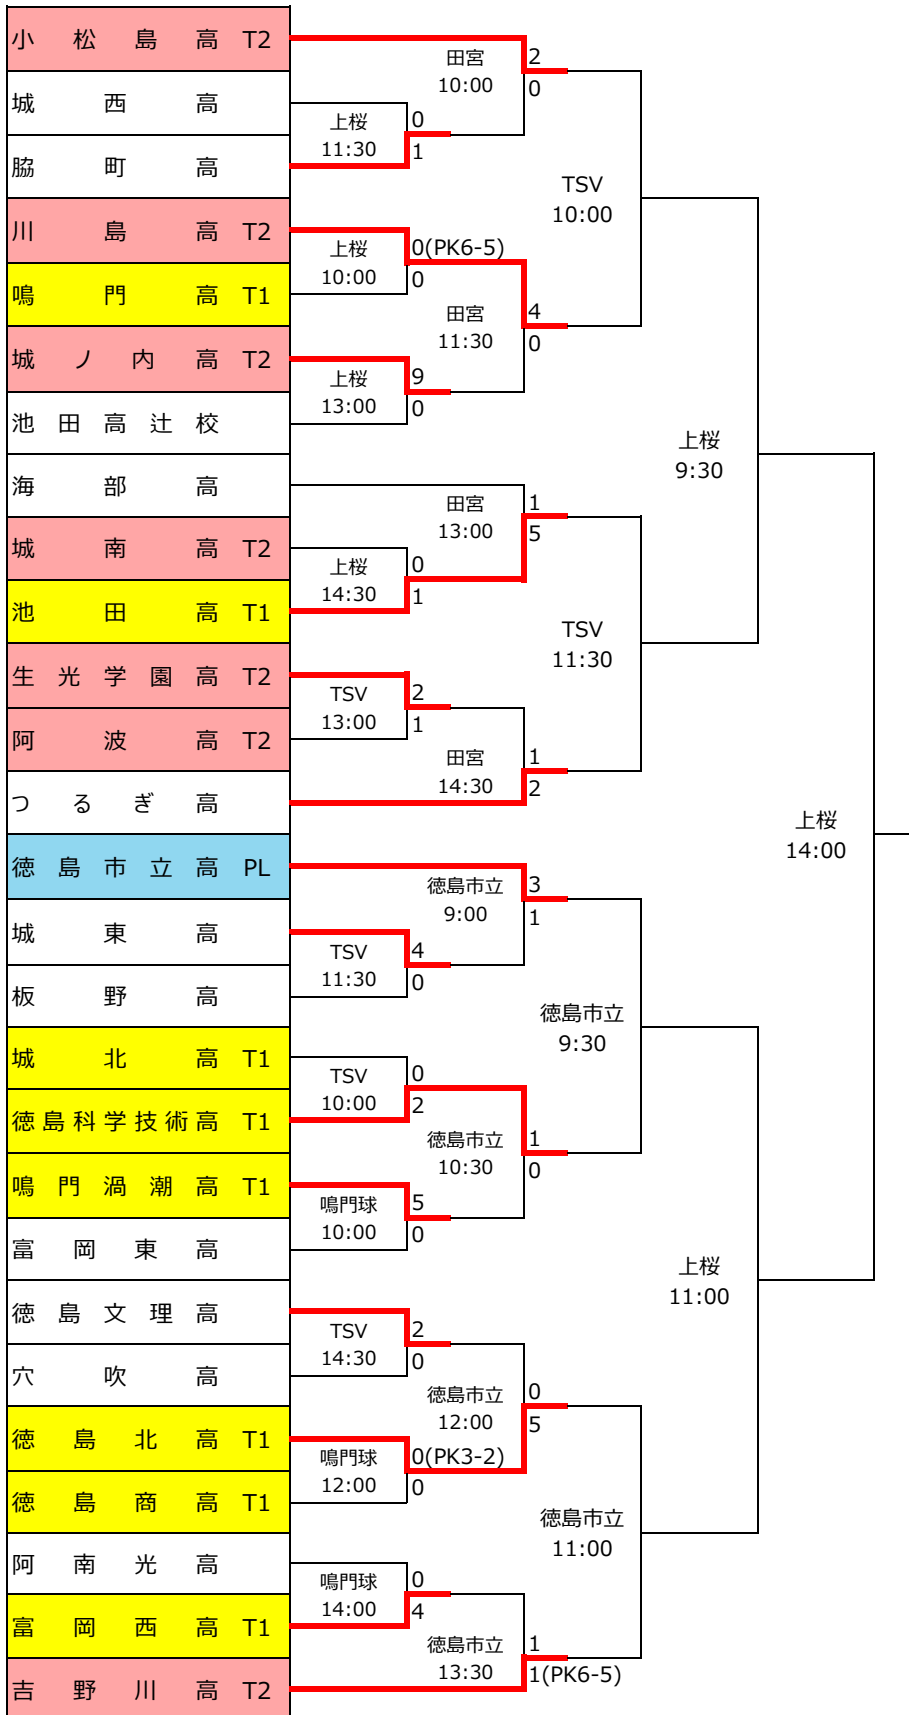 小松島高 T2
城西高
脇町高
川島高 T2
鳴門高 T1
城ノ内高 T2
池田高辻校
海部高
城南高 T2
池田高 T1
生光学園高 T2
阿波高 T2
つるぎ高
徳島市立高 PL
城東高
板野高
城北高 T1
徳島科学技術高 T1
鳴門渦潮高 T1
富岡東高
徳島文理高
穴吹高
徳島北高 T1
徳島商高 T1
阿南光高
富岡西高 T1
吉野川高 T2
上桜
11:30
0
1
上桜
10:00
0(PK6-5)
0
上桜
13:00
9
0
上桜
14:30
0
1
TSV
13:00
2
1
TSV
11:30
4
0
TSV
10:00
0
2
鳴門球
10:00
5
0
TSV
14:30
2
0
鳴門球
12:00
0(PK3-2)
0
鳴門球
14:00
0
4
田宮
10:00
2
0
田宮
11:30
4
0
田宮
13:00
1
5
田宮
14:30
1
2
徳島市立
9:00
3
1
徳島市立
10:30
1
0
徳島市立
12:00
0
5
徳島市立
13:30
1
1(PK6-5)
TSV
10:00
TSV
11:30
徳島市立
9:30
徳島市立
11:00
上桜
9:30
上桜
11:00
上桜
14:00